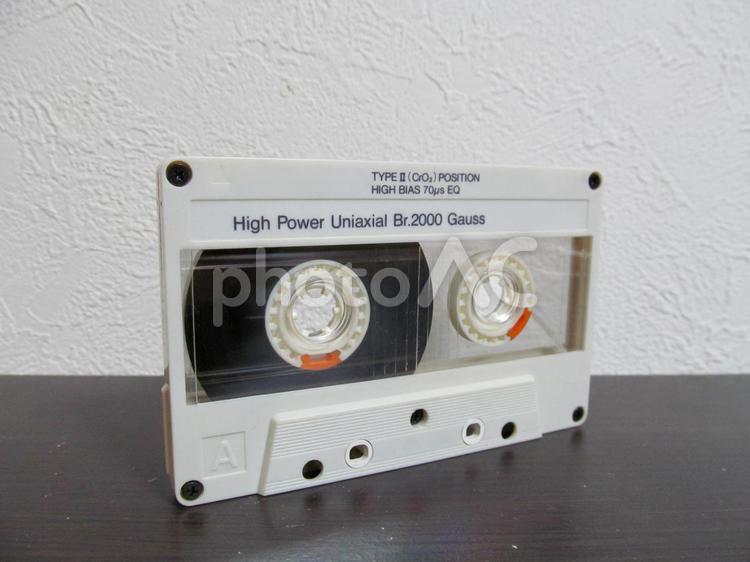 TYPE II (CrO₂) POSITION
HIGH BIAS 70μs EQ
High Power Uniaxial Br.2000 Gauss
photoAC
A